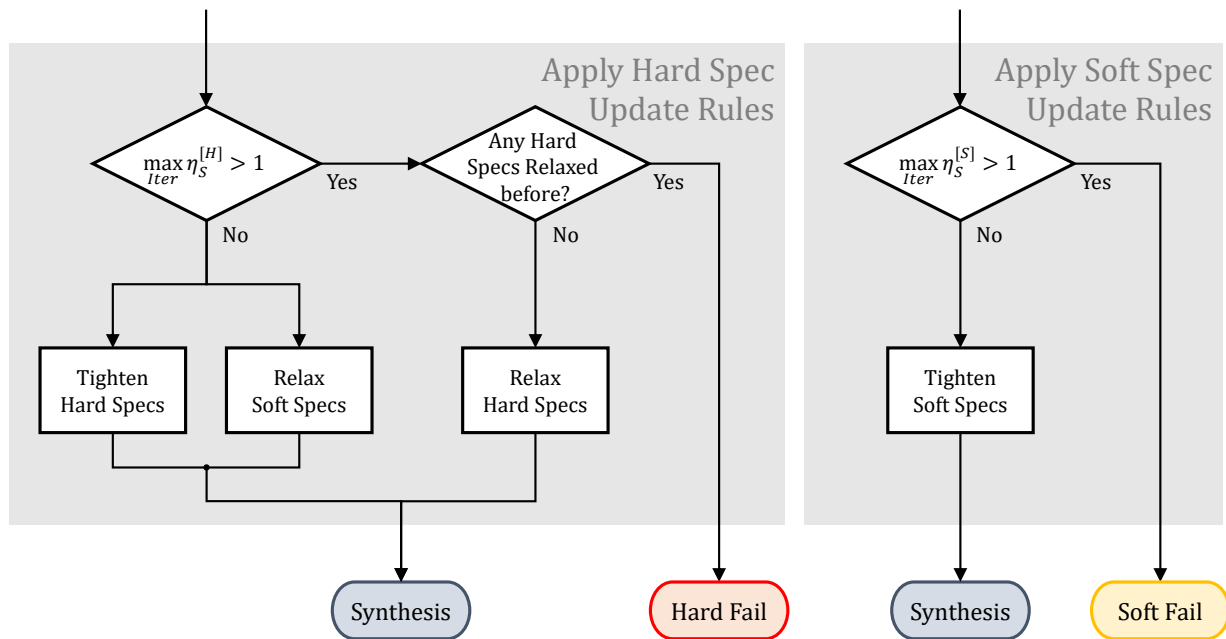 Apply Hard Spec
Update Rules
max η_S^[H] > 1
Iter
Yes
No
Any Hard
Specs Relaxed
before?
Yes
No
Tighten
Hard Specs
Relax
Soft Specs
Relax
Hard Specs
Synthesis
Hard Fail
Apply Soft Spec
Update Rules
max η_S^[S] > 1
Iter
Yes
No
Tighten
Soft Specs
Synthesis
Soft Fail